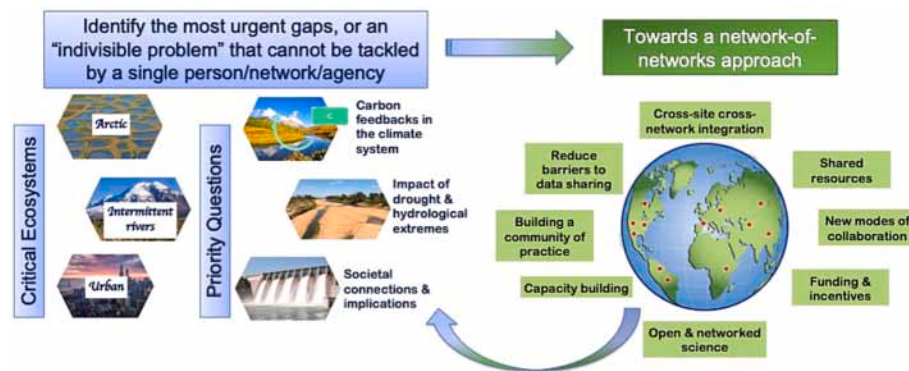 Identify the most urgent gaps, or an
“indivisible problem” that cannot be tackled
by a single person/network/agency
Towards a network-of-
networks approach
Critical Ecosystems
Arctic
Intermittent
rivers
Urban
Priority Questions
Carbon
feedbacks in
the climate
system
Impact of
drought &
hydrological
extremes
Societal
connections &
implications
Cross-site cross-
network integration
Reduce
barriers to
data sharing
Shared
resources
Building a
community of
practice
New modes of
collaboration
Capacity building
Funding &
incentives
Open & networked
science